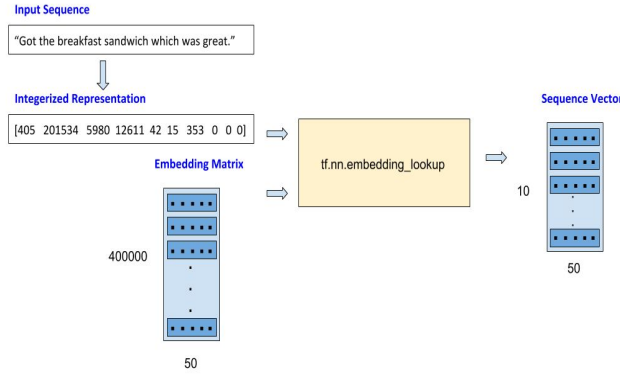 Input Sequence
“Got the breakfast sandwich which was great.”
Integerized Representation
[405 201534 5980 12611 42 15 353 0 0 0]
Embedding Matrix
400000
50
tf.nn.embedding_lookup
Sequence Vector
10
50